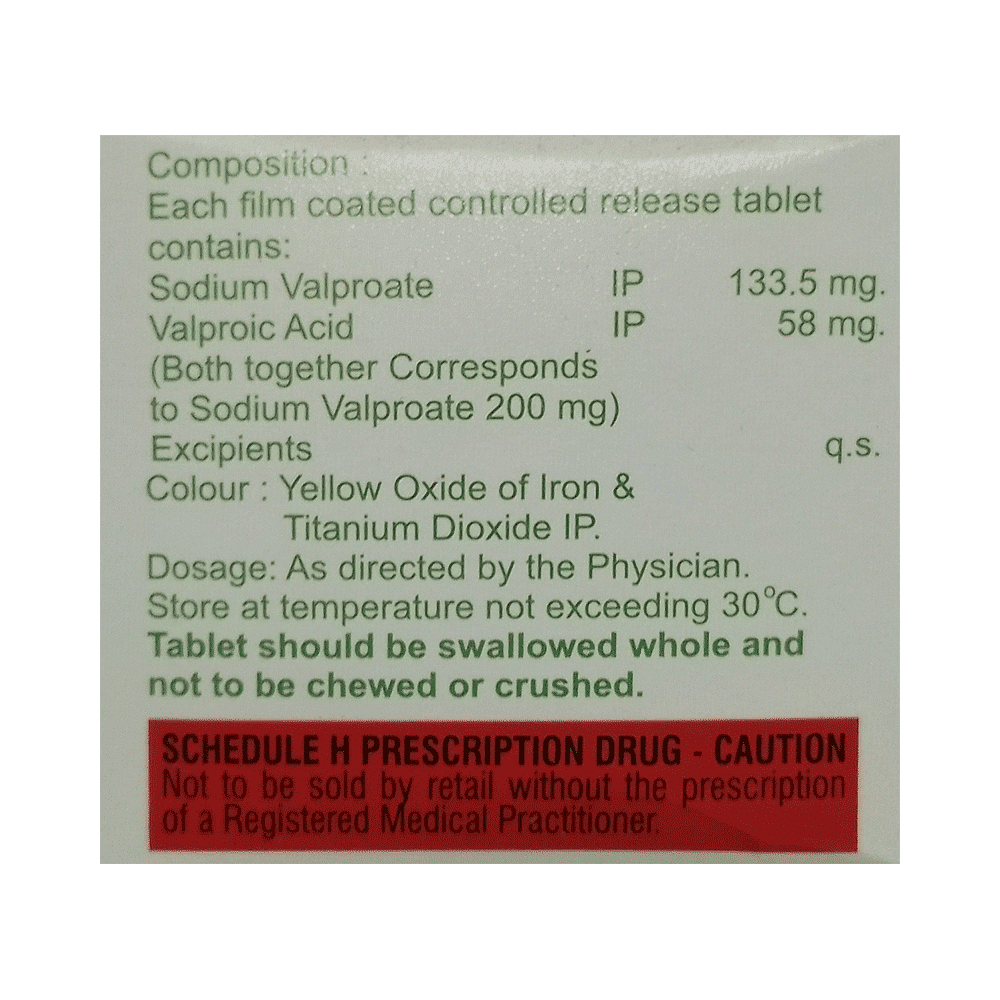 Composition :
Each film coated controlled release tablet
contains:
Sodium Valproate IP 133.5 mg.
Valproic Acid IP 58 mg.
(Both together Corresponds
to Sodium Valproate 200 mg)
Excipients q.s.
Colour : Yellow Oxide of Iron &
Titanium Dioxide IP.
Dosage: As directed by the Physician.
Store at temperature not exceeding 30°C.
Tablet should be swallowed whole and
not to be chewed or crushed.
SCHEDULE H PRESCRIPTION DRUG - CAUTION
Not to be sold by retail without the prescription
of a Registered Medical Practitioner.